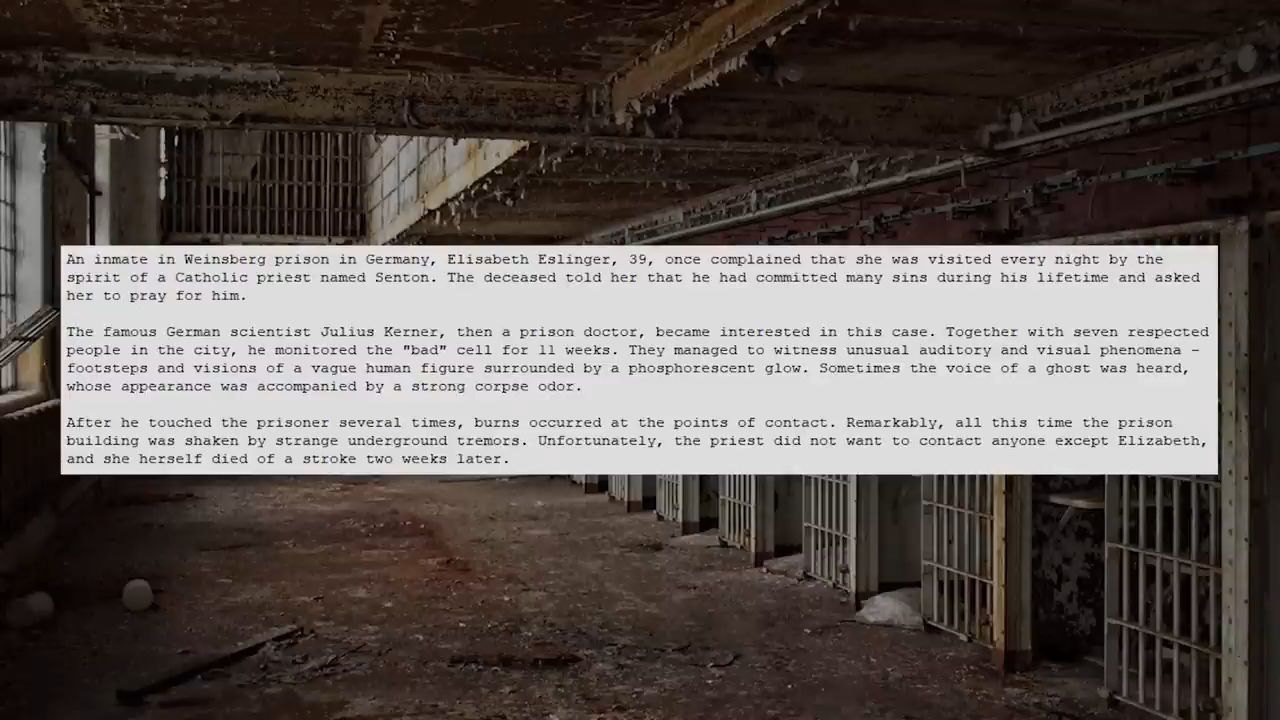 An inmate in Weinsberg prison in Germany, Elisabeth Eslinger, 39, once complained that she was visited every night by the
spirit of a Catholic priest named Senton. The deceased told her that he had committed many sins during his lifetime and asked
her to pray for him.
The famous German scientist Julius Kerner, then a prison doctor, became interested in this case. Together with seven respected
people in the city, he monitored the "bad" cell for 11 weeks. They managed to witness unusual auditory and visual phenomena –
footsteps and visions of a vague human figure surrounded by a phosphorescent glow. Sometimes the voice of a ghost was heard,
whose appearance was accompanied by a strong corpse odor.
After he touched the prisoner several times, burns occurred at the points of contact. Remarkably, all this time the prison
building was shaken by strange underground tremors. Unfortunately, the priest did not want to contact anyone except Elizabeth,
and she herself died of a stroke two weeks later.